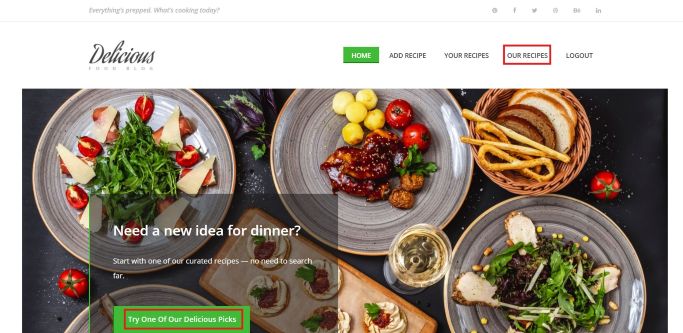 Everything's prepped. What's cooking today?
Delicious
FOOD BLOG
HOME ADD RECIPE YOUR RECIPES OUR RECIPES LOGOUT
Need a new idea for dinner?
Start with one of our curated recipes — no need to search
far.
Try One Of Our Delicious Picks